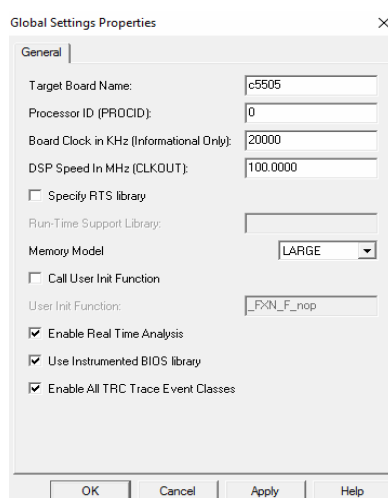 Global Settings Properties
General
Target Board Name: c5505
Processor ID (PROCID): 0
Board Clock in KHz (Informational Only): 20000
DSP Speed In MHz (CLKOUT): 100.0000
Specify RTS library
Run-Time Support Library:
Memory Model LARGE
Call User Init Function
User Init Function: _FXN_F_nop
Enable Real Time Analysis
Use Instrumented BIOS library
Enable All TRC Trace Event Classes
OK Cancel Apply Help